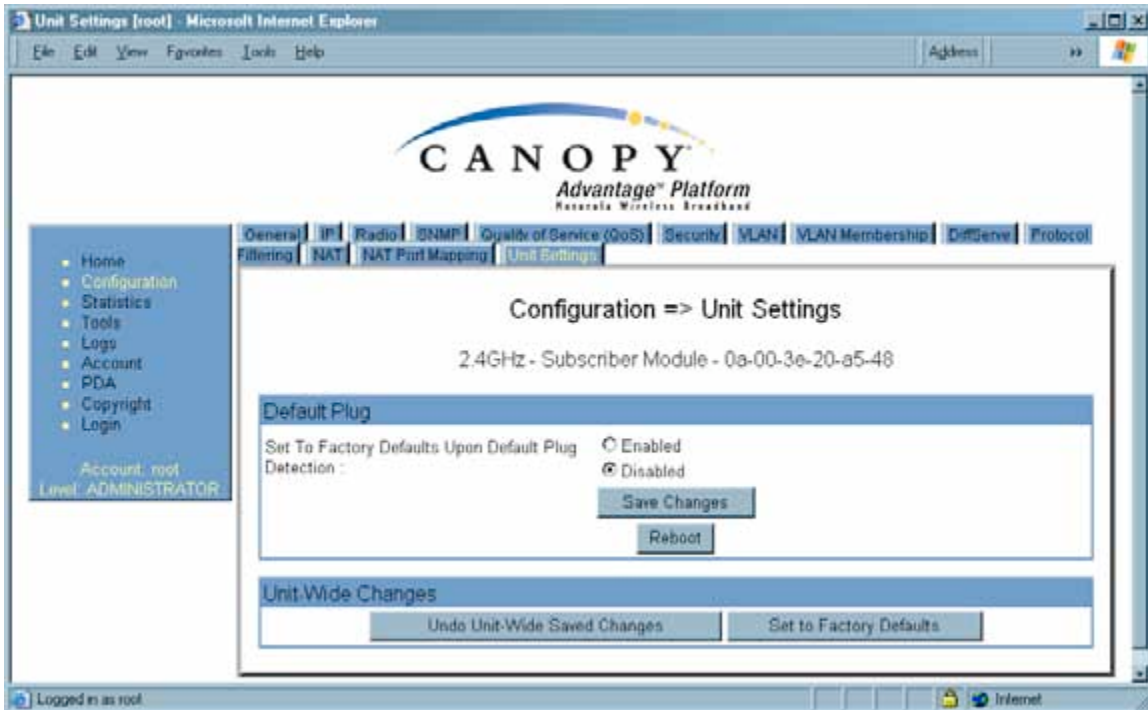 Unit Settings [root] - Microsoft Internet Explorer
File Edit View Favorites Tools Help Address »
CANOPY
Advantage™ Platform
Motorola Wireless Broadband
General IP Radio SNMP Quality of Service (QoS) Security VLAN VLAN Membership DiffServe Protocol
Filtering NAT NAT Port Mapping Unit Settings
Home
Configuration
Statistics
Tools
Logs
Account
PDA
Copyright
Login
Account: root
Level: ADMINISTRATOR
Configuration => Unit Settings
2.4GHz - Subscriber Module - 0a-00-3e-20-a5-48
Default Plug
Set To Factory Defaults Upon Default Plug
Detection :
Enabled
Disabled
Save Changes
Reboot
Unit-Wide Changes
Undo Unit-Wide Saved Changes Set to Factory Defaults
Logged in as root Internet